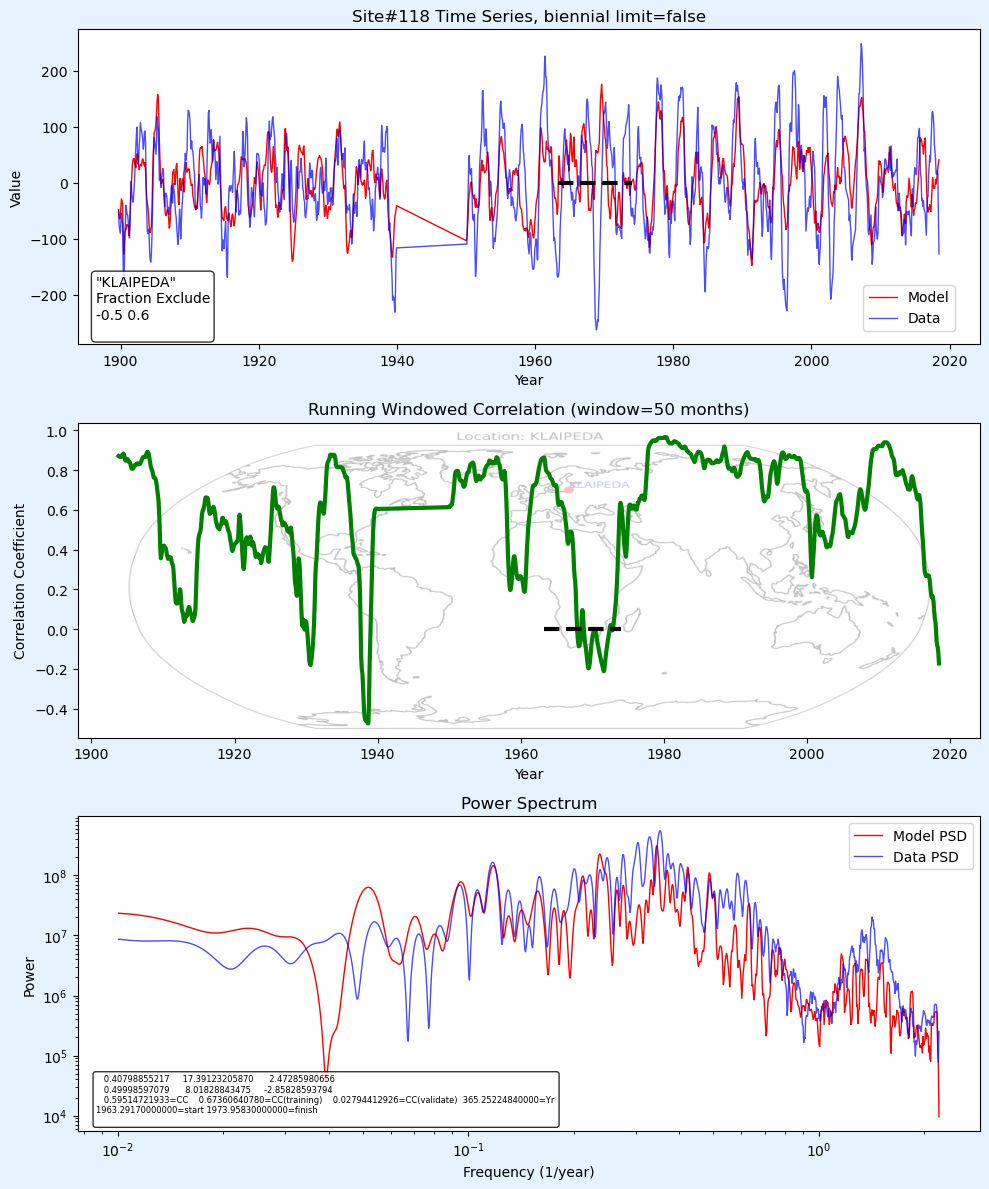 Site#118 Time Series, biennial limit=false
200
100
0
−100
−200
Value
"KLAIPEDA"
Fraction Exclude
-0.5 0.6
Model
Data
1900 1920 1940 1960 1980 2000 2020
Year
Running Windowed Correlation (window=50 months)
Location: KLAIPEDA
KLAIPEDA
1.0
0.8
0.6
0.4
0.2
0.0
−0.2
−0.4
Correlation Coefficient
1900 1920 1940 1960 1980 2000 2020
Year
Power Spectrum
Model PSD
Data PSD
10^8
10^7
10^6
10^5
10^4
Power
0.40798855217 17.39123205870 2.47285980656
0.49998597079 8.01828843475 -2.85828593794
0.59514721933=CC 0.67360640780=CC(training) 0.02794412926=CC(validate) 365.25224840000=Yr
1963.29170000000=start 1973.95830000000=finish
10^−2 10^−1 10^0
Frequency (1/year)